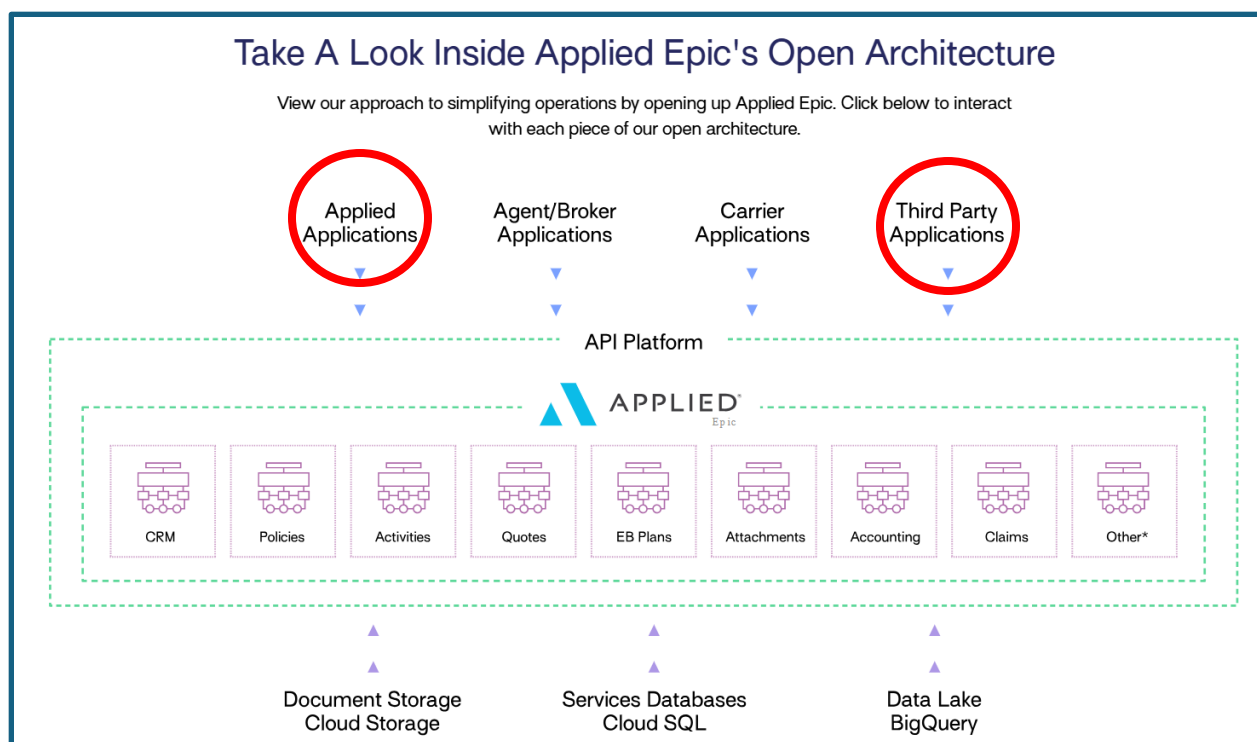 Take A Look Inside Applied Epic's Open Architecture
View our approach to simplifying operations by opening up Applied Epic. Click below to interact
with each piece of our open architecture.
Applied
Applications
Agent/Broker
Applications
Carrier
Applications
Third Party
Applications
API Platform
APPLIED®
Epic
CRM
Policies
Activities
Quotes
EB Plans
Attachments
Accounting
Claims
Other*
Document Storage
Cloud Storage
Services Databases
Cloud SQL
Data Lake
BigQuery